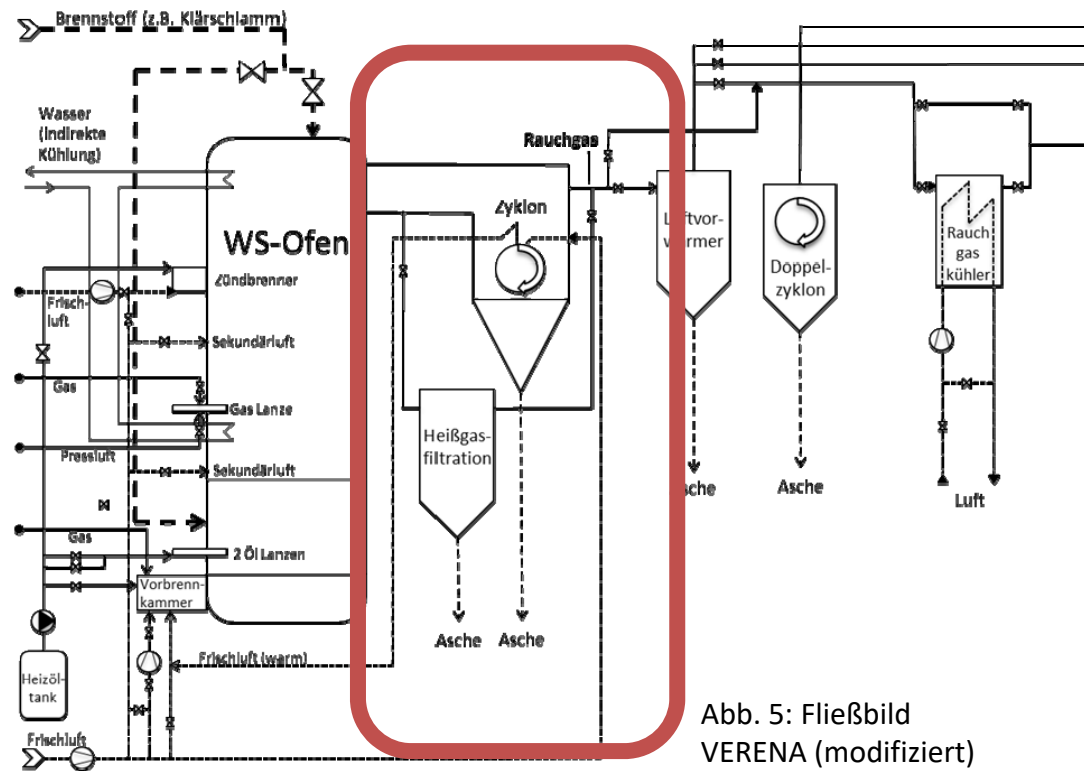 Brennstoff (z.B. Klärschlamm)
Wasser
(indirekte
Kühlung)
Rauchgas
Zyklon
WS-Ofen
Luftvor-
wärmer
Doppel-
zyklon
Rauch
gas
kühler
Zündbrenner
Frisch-
luft
Sekundärluft
Gas
Gas Lanze
Pressluft
Heißgas-
filtration
Sekundärluft
Asche
Asche
Luft
Gas
2 Öl Lanzen
Vorbrenn-
kammer
Asche
Asche
Frischluft (warm)
Heizöl-
tank
Frischluft
Abb. 5: Fließbild
VERENA (modifiziert)